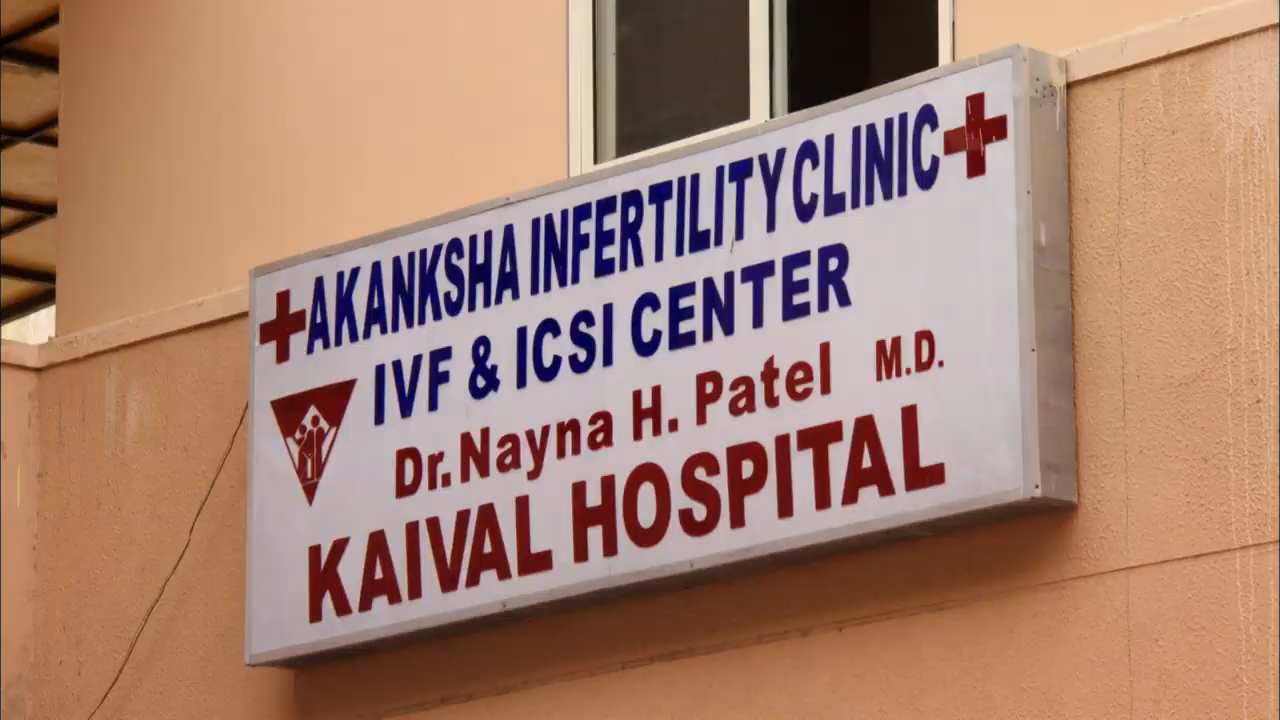 AKANKSHA INFERTILITY CLINIC
IVF & ICSI CENTER
Dr. Nayna H. Patel M.D.
KAIVAL HOSPITAL